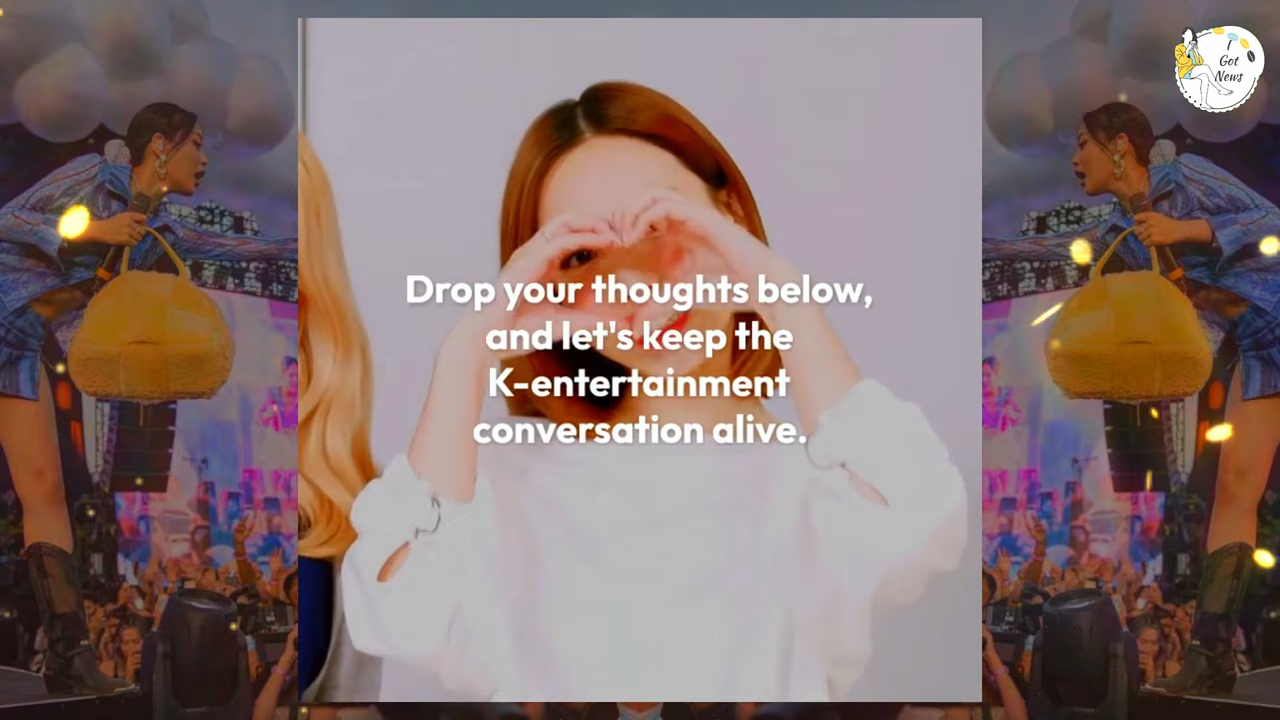 I
Got
News
Drop your thoughts below,
and let's keep the
K-entertainment
conversation alive.